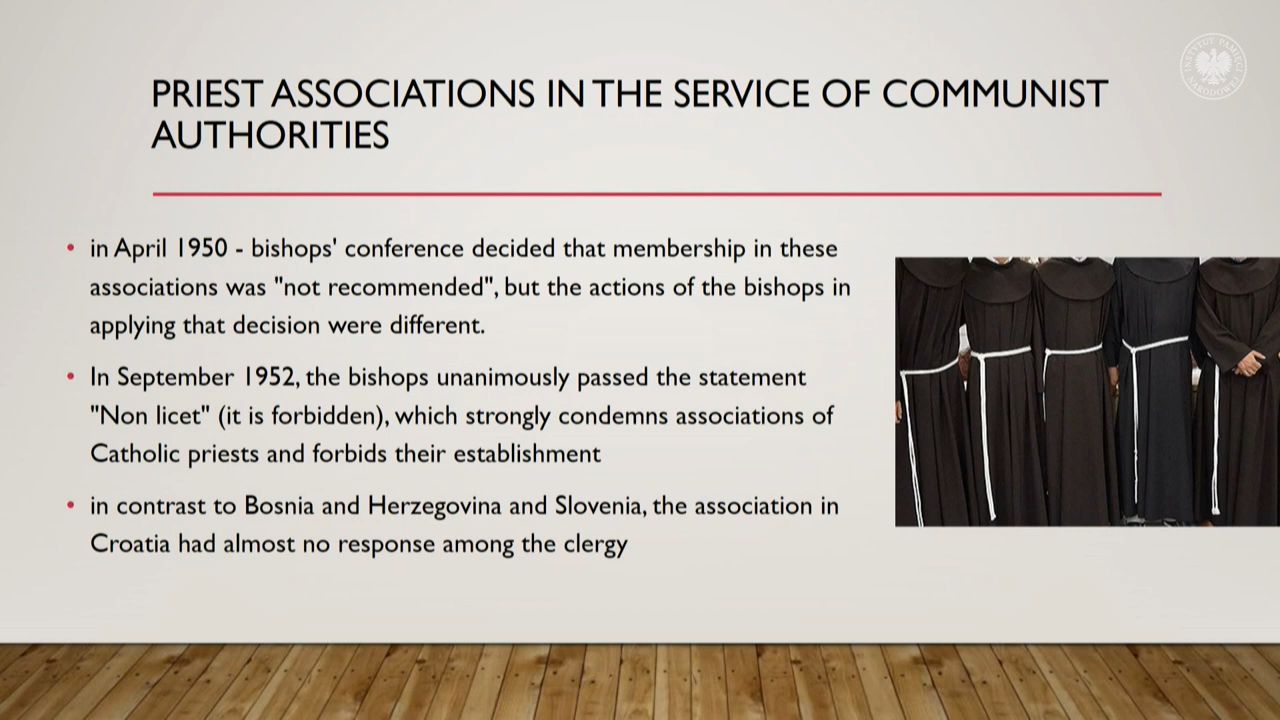 PRIEST ASSOCIATIONS IN THE SERVICE OF COMMUNIST
AUTHORITIES
INSTYTUT PAMIĘCI NARODOWEJ
• in April 1950 - bishops' conference decided that membership in these
associations was "not recommended", but the actions of the bishops in
applying that decision were different.
• In September 1952, the bishops unanimously passed the statement
"Non licet" (it is forbidden), which strongly condemns associations of
Catholic priests and forbids their establishment
• in contrast to Bosnia and Herzegovina and Slovenia, the association in
Croatia had almost no response among the clergy